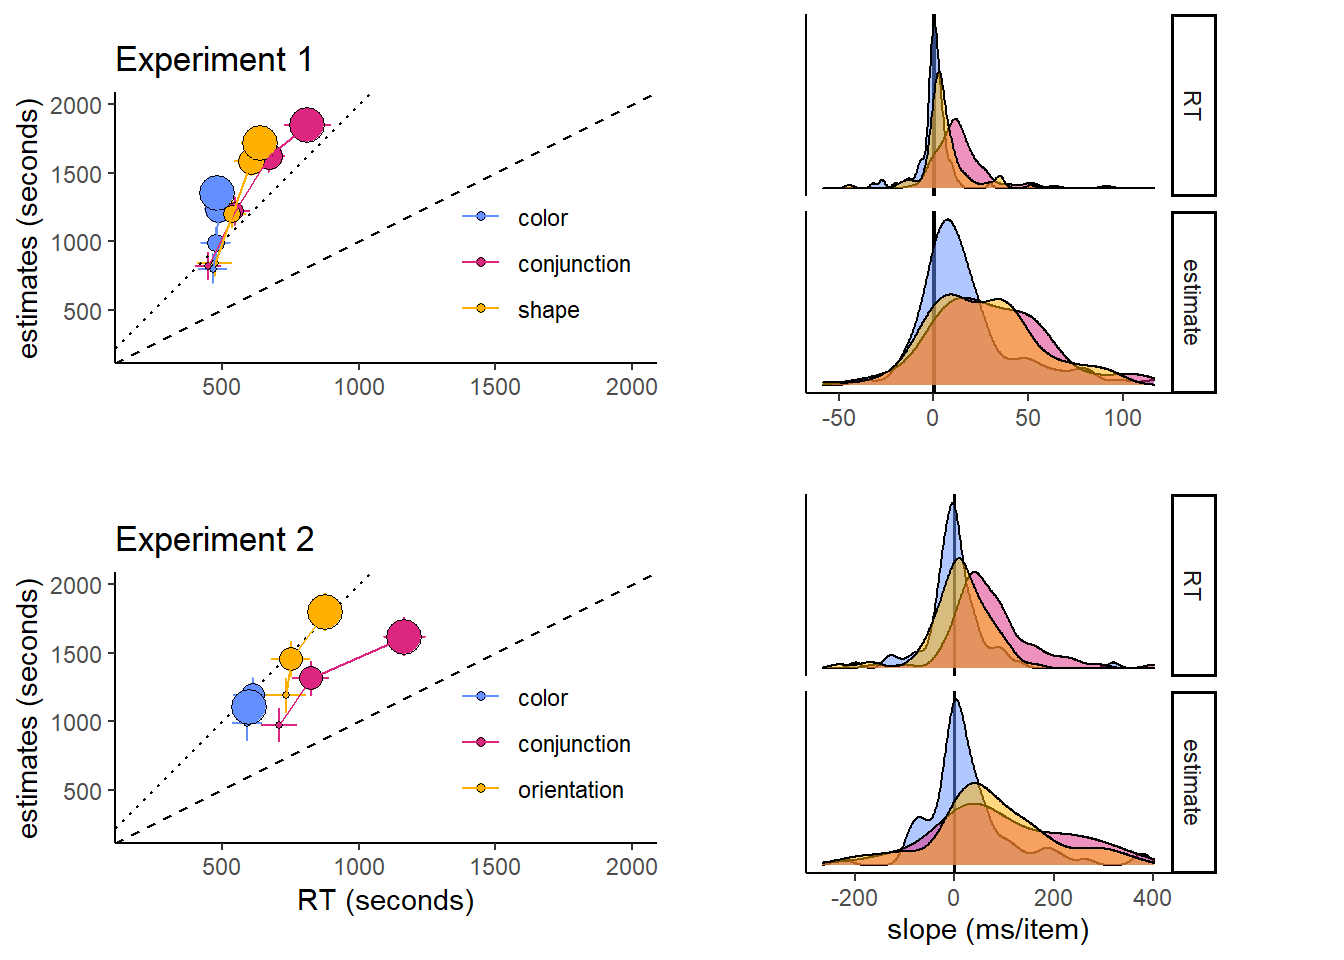 Experiment 1
estimates (seconds)
2000
1500
1000
500
500 1000 1500 2000
color
conjunction
shape
RT
estimate
-50 0 50 100
Experiment 2
estimates (seconds)
2000
1500
1000
500
500 1000 1500 2000
RT (seconds)
color
conjunction
orientation
RT
estimate
-200 0 200 400
slope (ms/item)